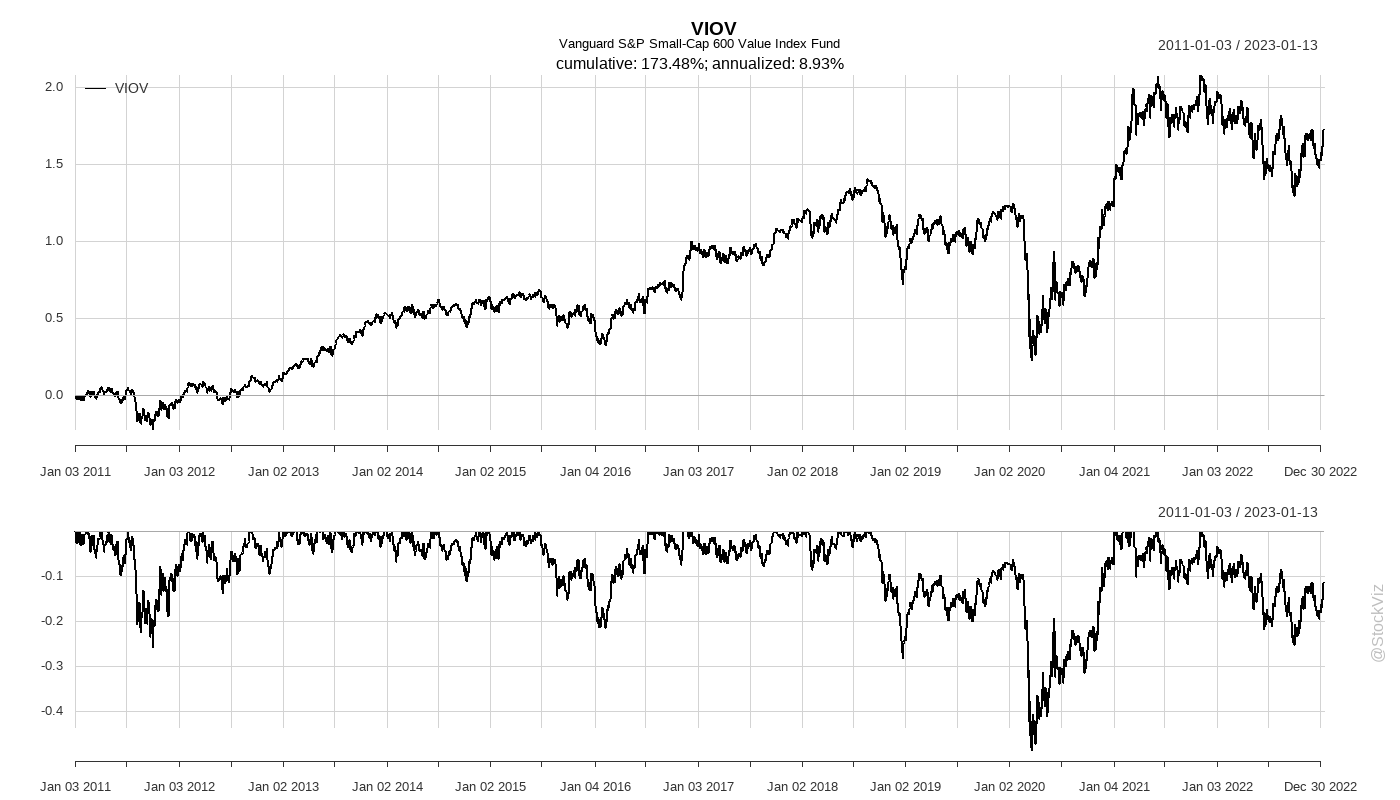 VIOV
Vanguard S&P Small-Cap 600 Value Index Fund
cumulative: 173.48%; annualized: 8.93%
2011-01-03 / 2023-01-13
VIOV
2.0
1.5
1.0
0.5
0.0
Jan 03 2011 Jan 03 2012 Jan 02 2013 Jan 02 2014 Jan 02 2015 Jan 04 2016 Jan 03 2017 Jan 02 2018 Jan 02 2019 Jan 02 2020 Jan 04 2021 Jan 03 2022 Dec 30 2022
2011-01-03 / 2023-01-13
-0.1
-0.2
-0.3
-0.4
Jan 03 2011 Jan 03 2012 Jan 02 2013 Jan 02 2014 Jan 02 2015 Jan 04 2016 Jan 03 2017 Jan 02 2018 Jan 02 2019 Jan 02 2020 Jan 04 2021 Jan 03 2022 Dec 30 2022
@StockViz